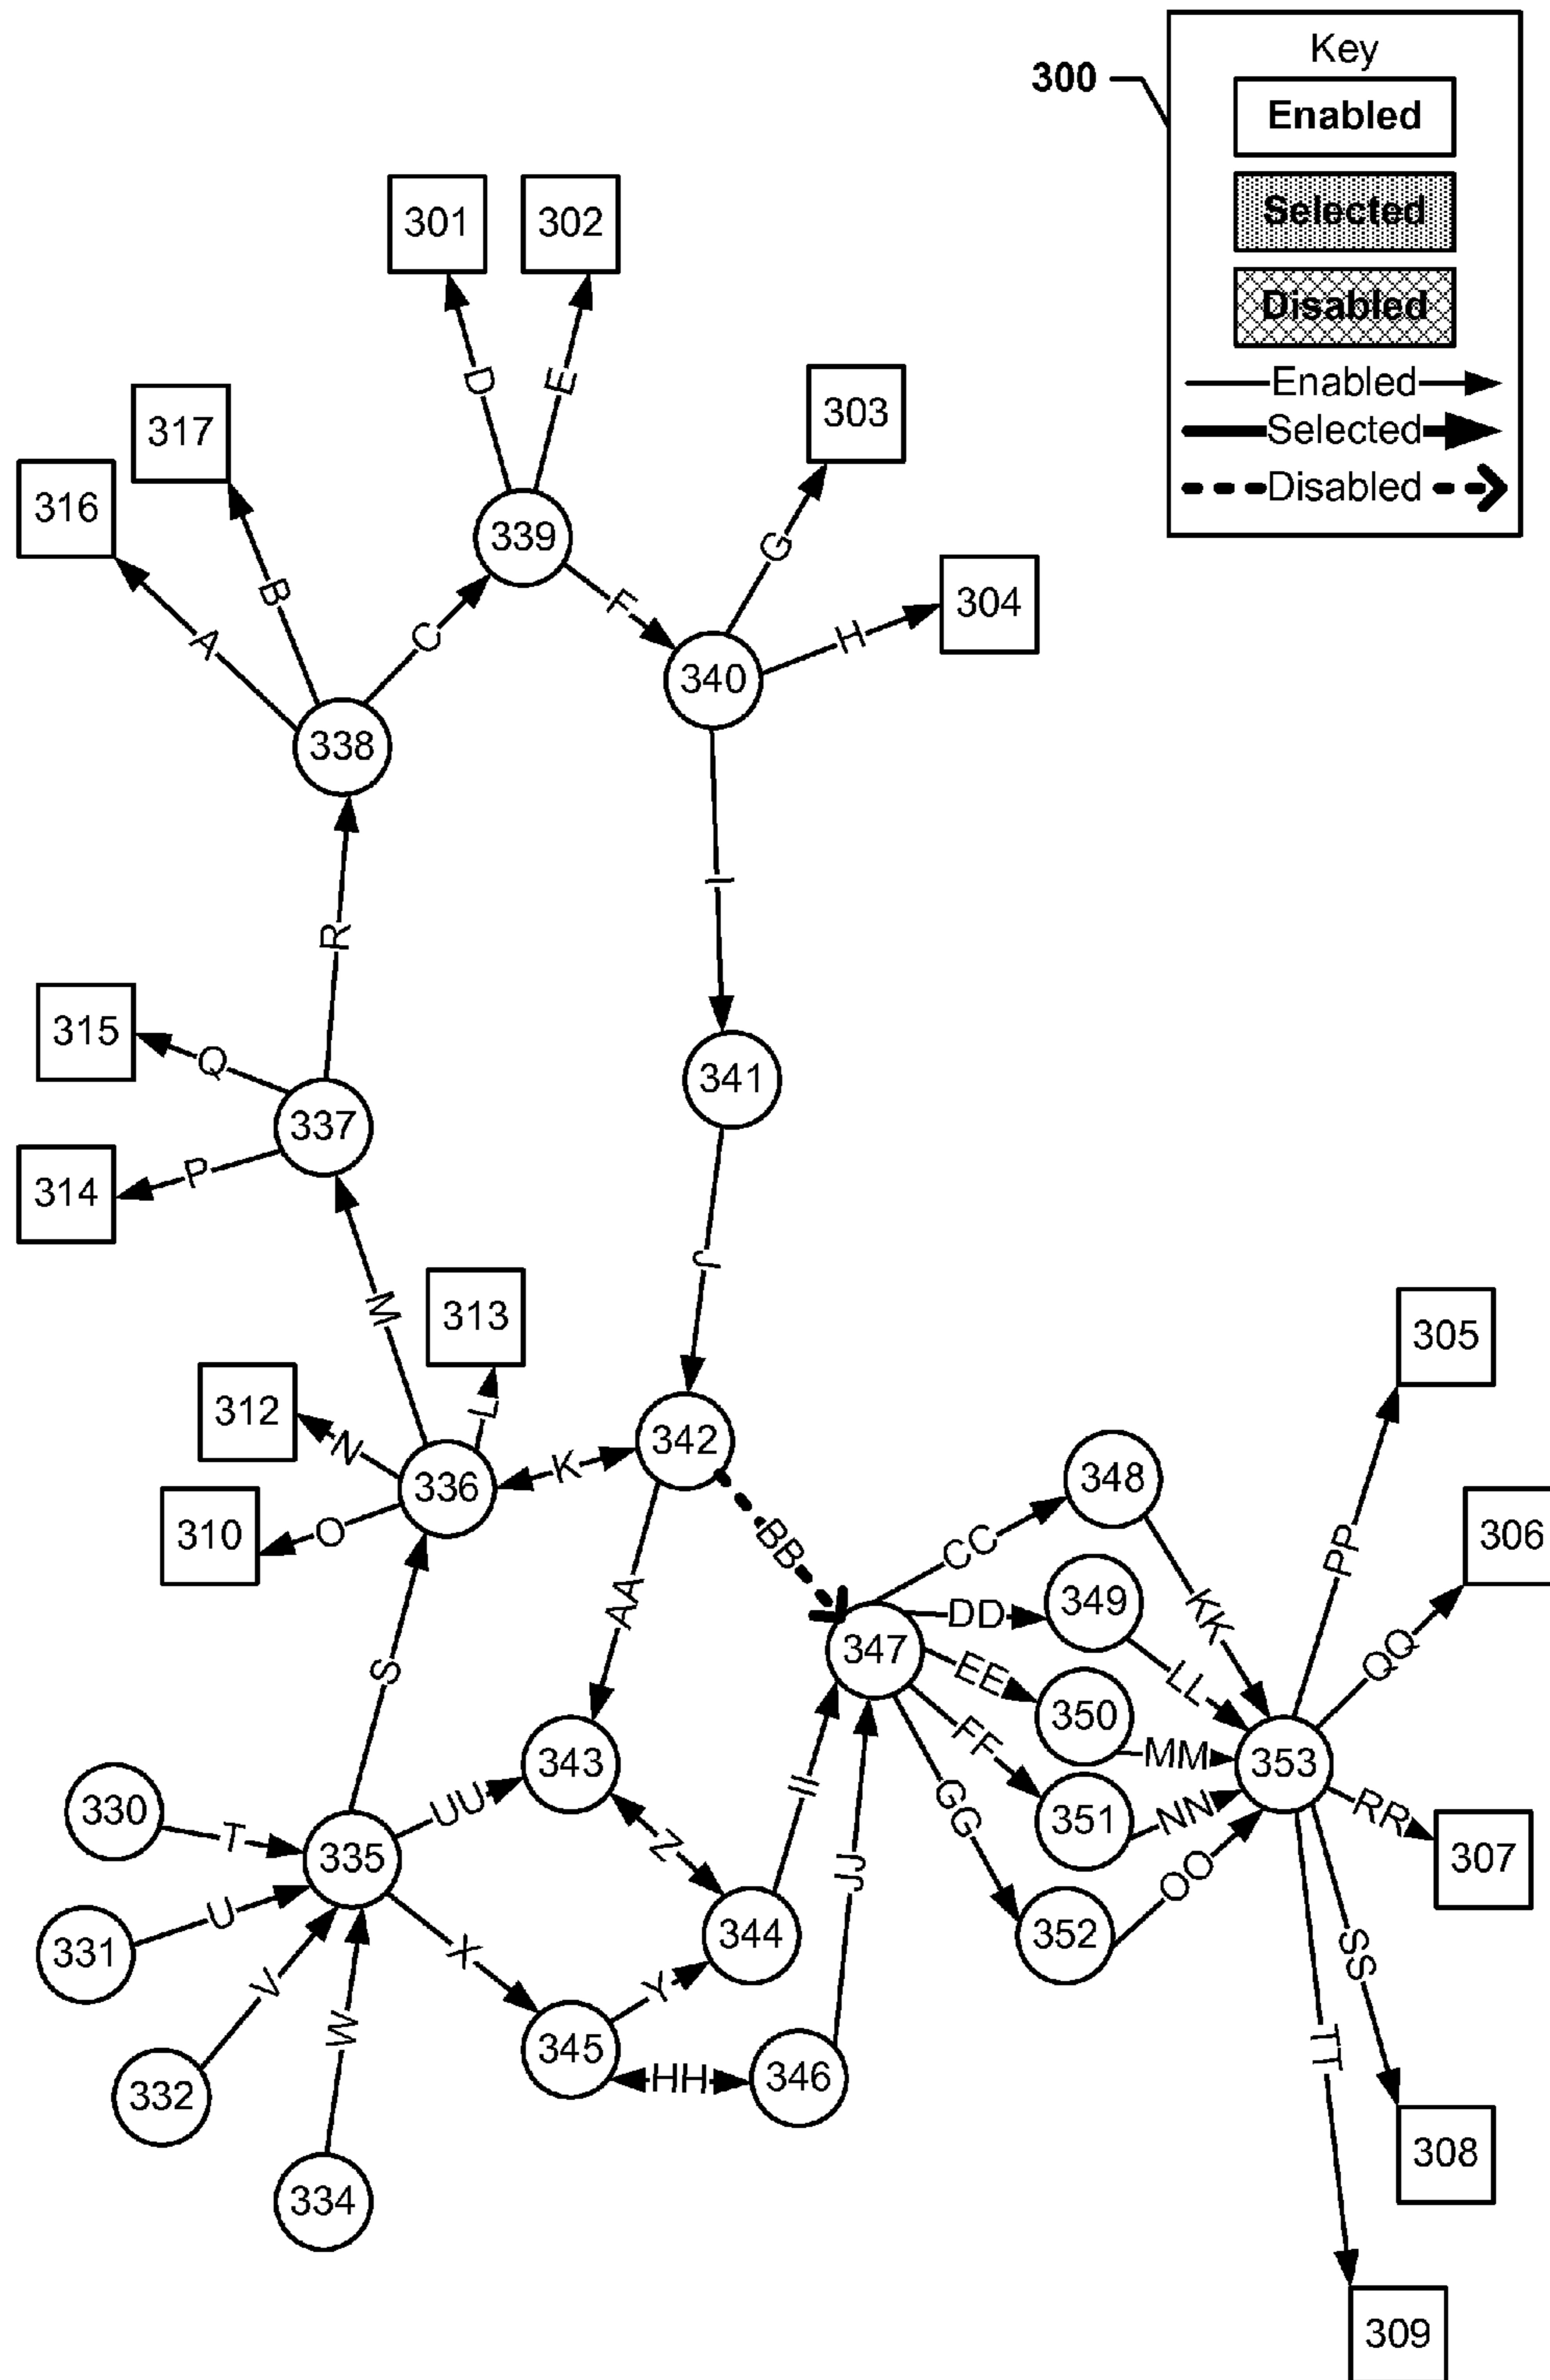 Key
300
Enabled
Selected
Disabled
Enabled
Selected
Disabled
301
302
D
E
303
317
316
G
339
B
F
304
A
C
H
340
338
I
R
315
Q
341
337
P
314
J
M
313
305
312
L
342
N
K
348
336
310
O
BB
CC
306
PP
AA
349
DD
KK
347
QQ
S
EE
LL
350
FF
MM
353
343
II
330
UU
GG
351
NN
RR
T
335
Z
307
JJ
OO
U
344
352
331
X
SS
V
Y
W
345
TT
HH
346
332
308
334
309